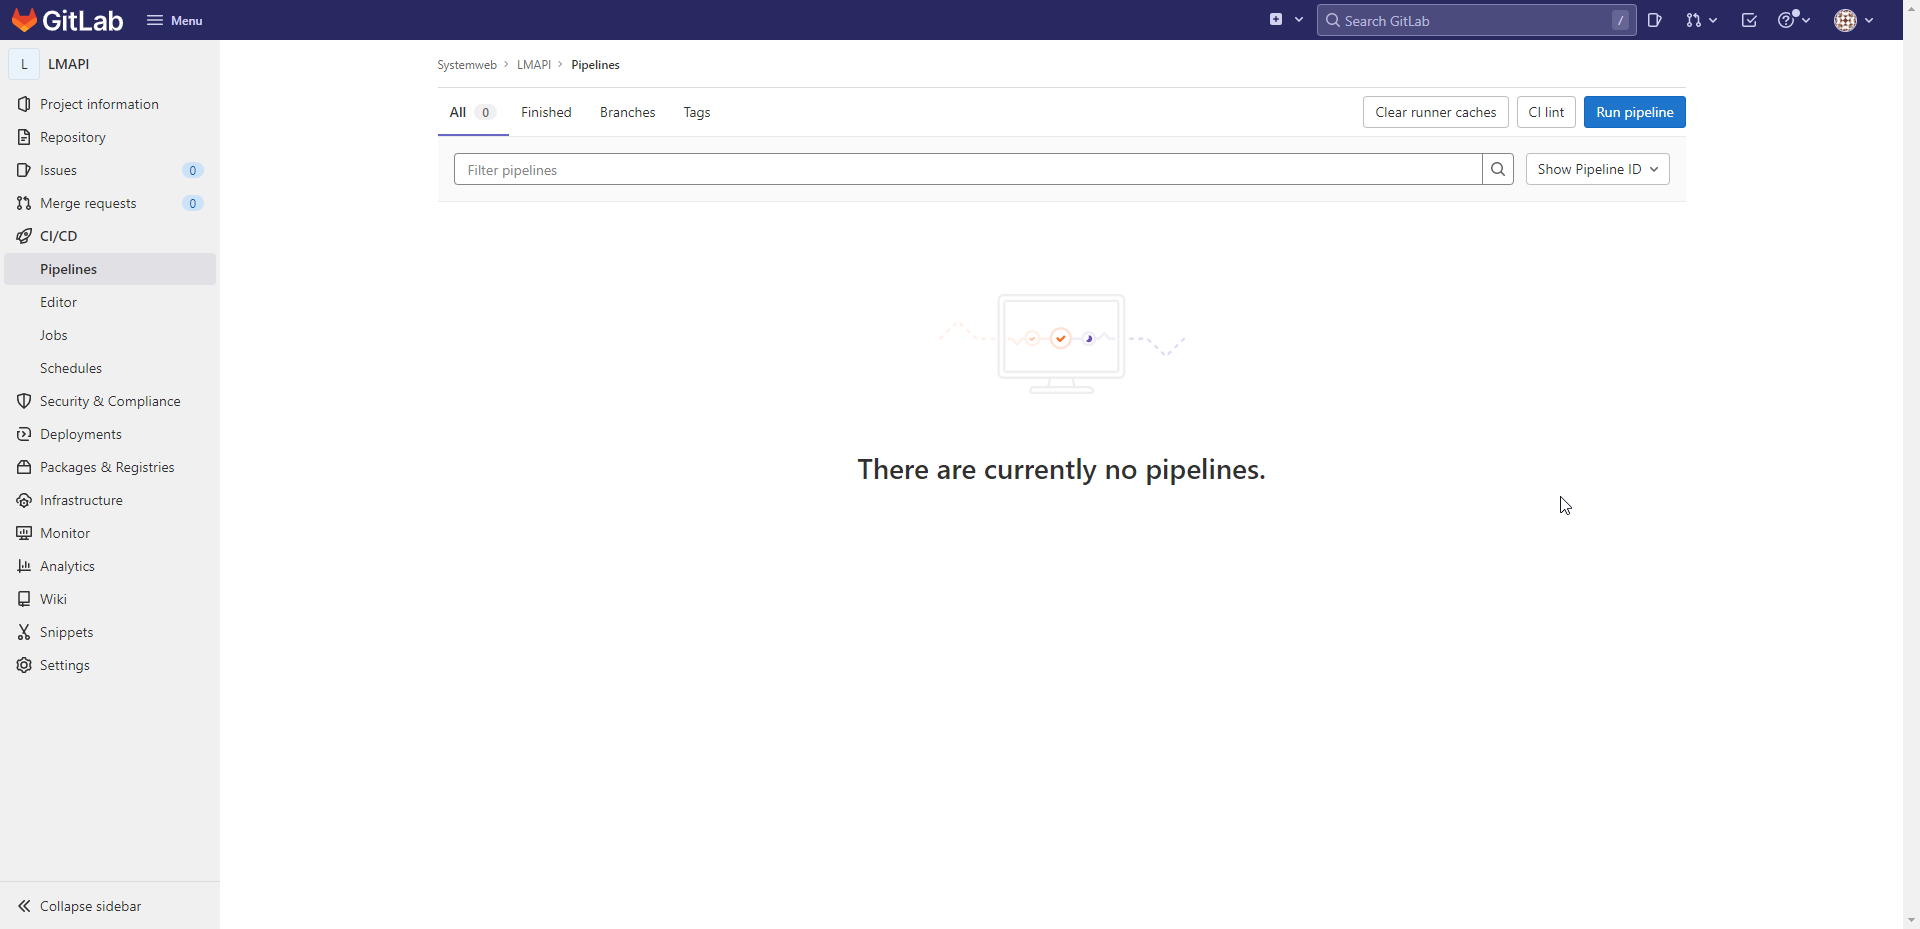 GitLab Menu Search GitLab /
L LMAPI
Project information
Repository
Issues 0
Merge requests 0
CI/CD
Pipelines
Editor
Jobs
Schedules
Security & Compliance
Deployments
Packages & Registries
Infrastructure
Monitor
Analytics
Wiki
Snippets
Settings
Collapse sidebar
Systemweb › LMAPI › Pipelines
All 0 Finished Branches Tags Clear runner caches CI lint Run pipeline
Filter pipelines Show Pipeline ID
There are currently no pipelines.